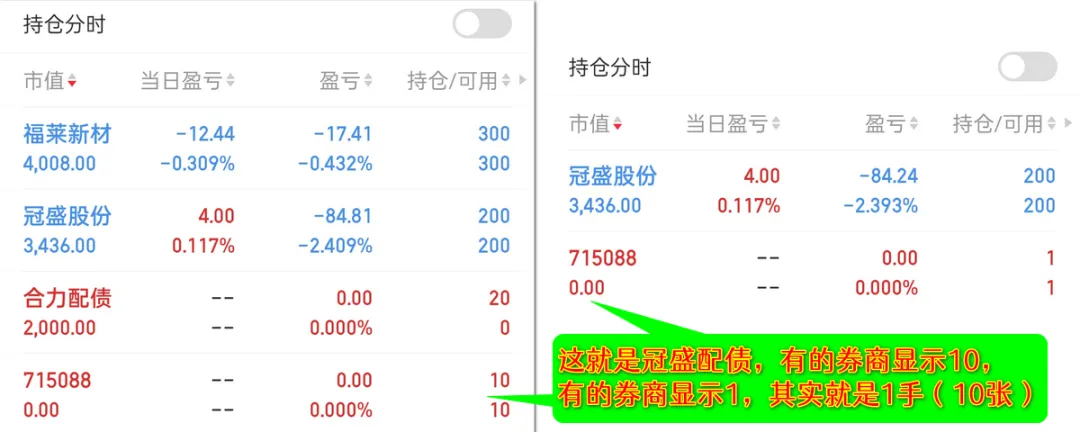 持仓分时
市值 当日盈亏 盈亏 持仓/可用
福莱新材 -12.44 -17.41 300
4,008.00 -0.309% -0.432% 300
冠盛股份 4.00 -84.81 200
3,436.00 0.117% -2.409% 200
合力配债 -- 0.00 20
2,000.00 -- 0.000% 0
715088 -- 0.00 10
0.00 -- 0.000% 10
持仓分时
市值 当日盈亏 盈亏 持仓/可用
冠盛股份 4.00 -84.24 200
3,436.00 0.117% -2.393% 200
715088 -- 0.00 1
0.00 -- 0.000% 1
这就是冠盛配债，有的券商显示10，
有的券商显示1，其实就是1手（10张）